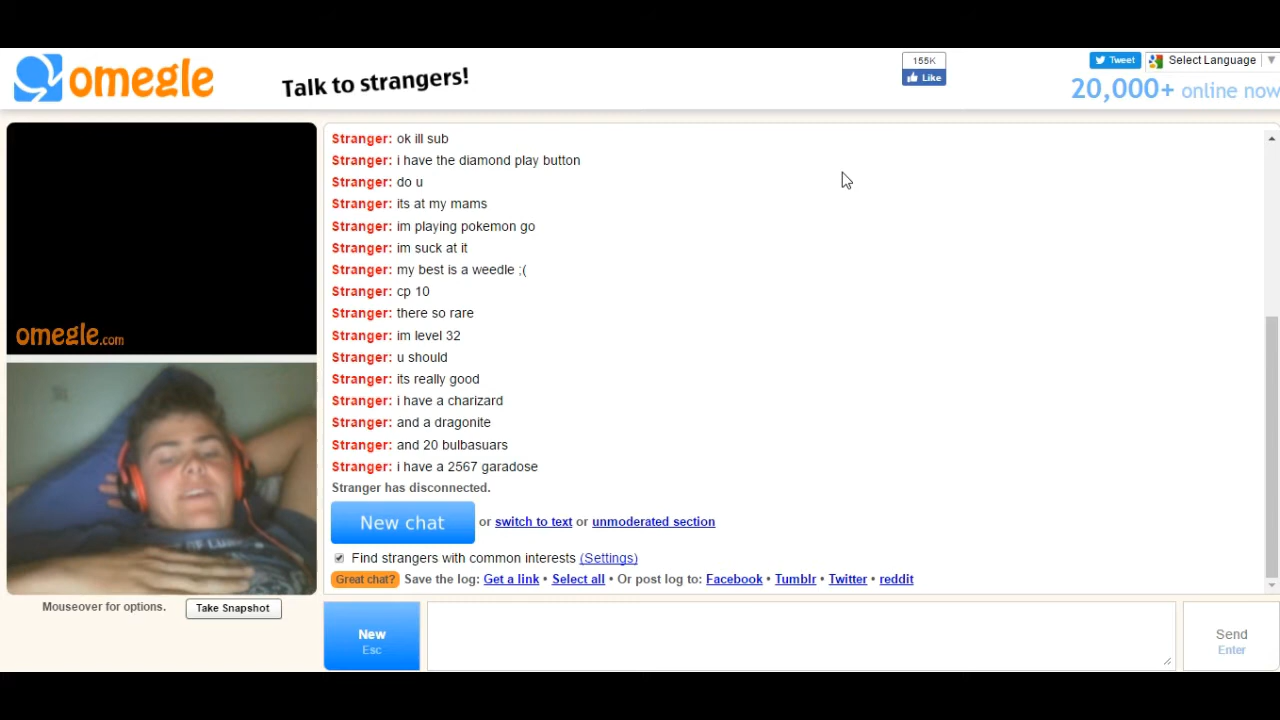 omegle
Talk to strangers!
155K
Like
Tweet
Select Language
20,000+ online now
Stranger: ok ill sub
Stranger: i have the diamond play button
Stranger: do u
Stranger: its at my mams
Stranger: im playing pokemon go
Stranger: im suck at it
Stranger: my best is a weedle ;(
Stranger: cp 10
Stranger: there so rare
Stranger: im level 32
Stranger: u should
Stranger: its really good
Stranger: i have a charizard
Stranger: and a dragonite
Stranger: and 20 bulbasuars
Stranger: i have a 2567 garadose
Stranger has disconnected.
New chat or switch to text or unmoderated section
Find strangers with common interests (Settings)
Great chat? Save the log: Get a link • Select all • Or post log to: Facebook • Tumblr • Twitter • reddit
omegle.com
Mouseover for options. Take Snapshot
New
Esc
Send
Enter